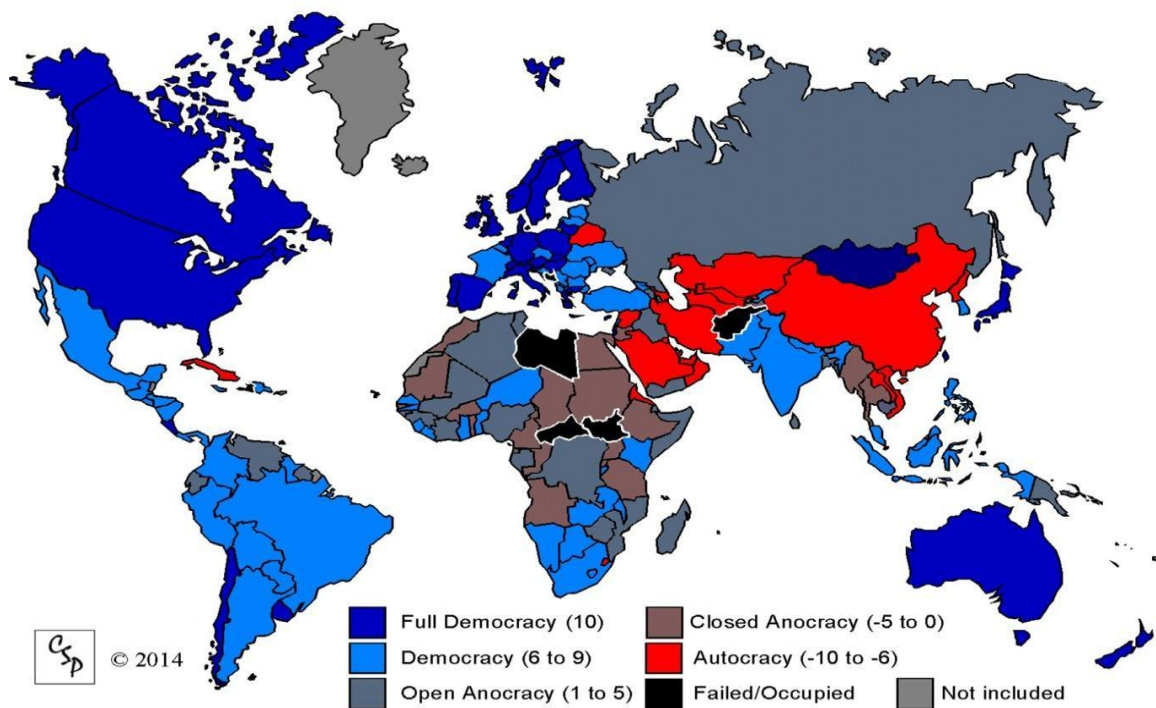 Full Democracy (10)
Closed Anocracy (-5 to 0)
Democracy (6 to 9)
Autocracy (-10 to -6)
Open Anocracy (1 to 5)
Failed/Occupied
Not included
CSP
© 2014